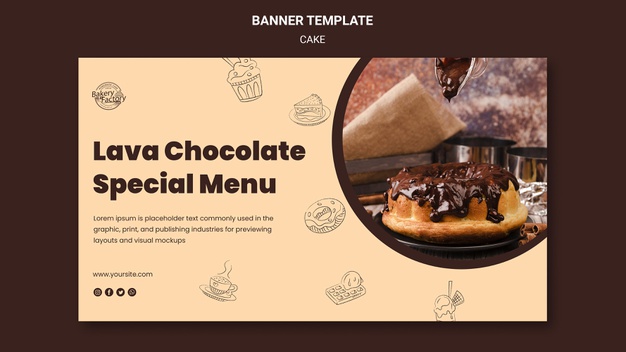 BANNER TEMPLATE
CAKE
Bakery
Factory
Lava Chocolate
Special Menu
Lorem ipsum is placeholder text commonly used in the
graphic, print, and publishing industries for previewing
layouts and visual mockups
www.yoursite.com